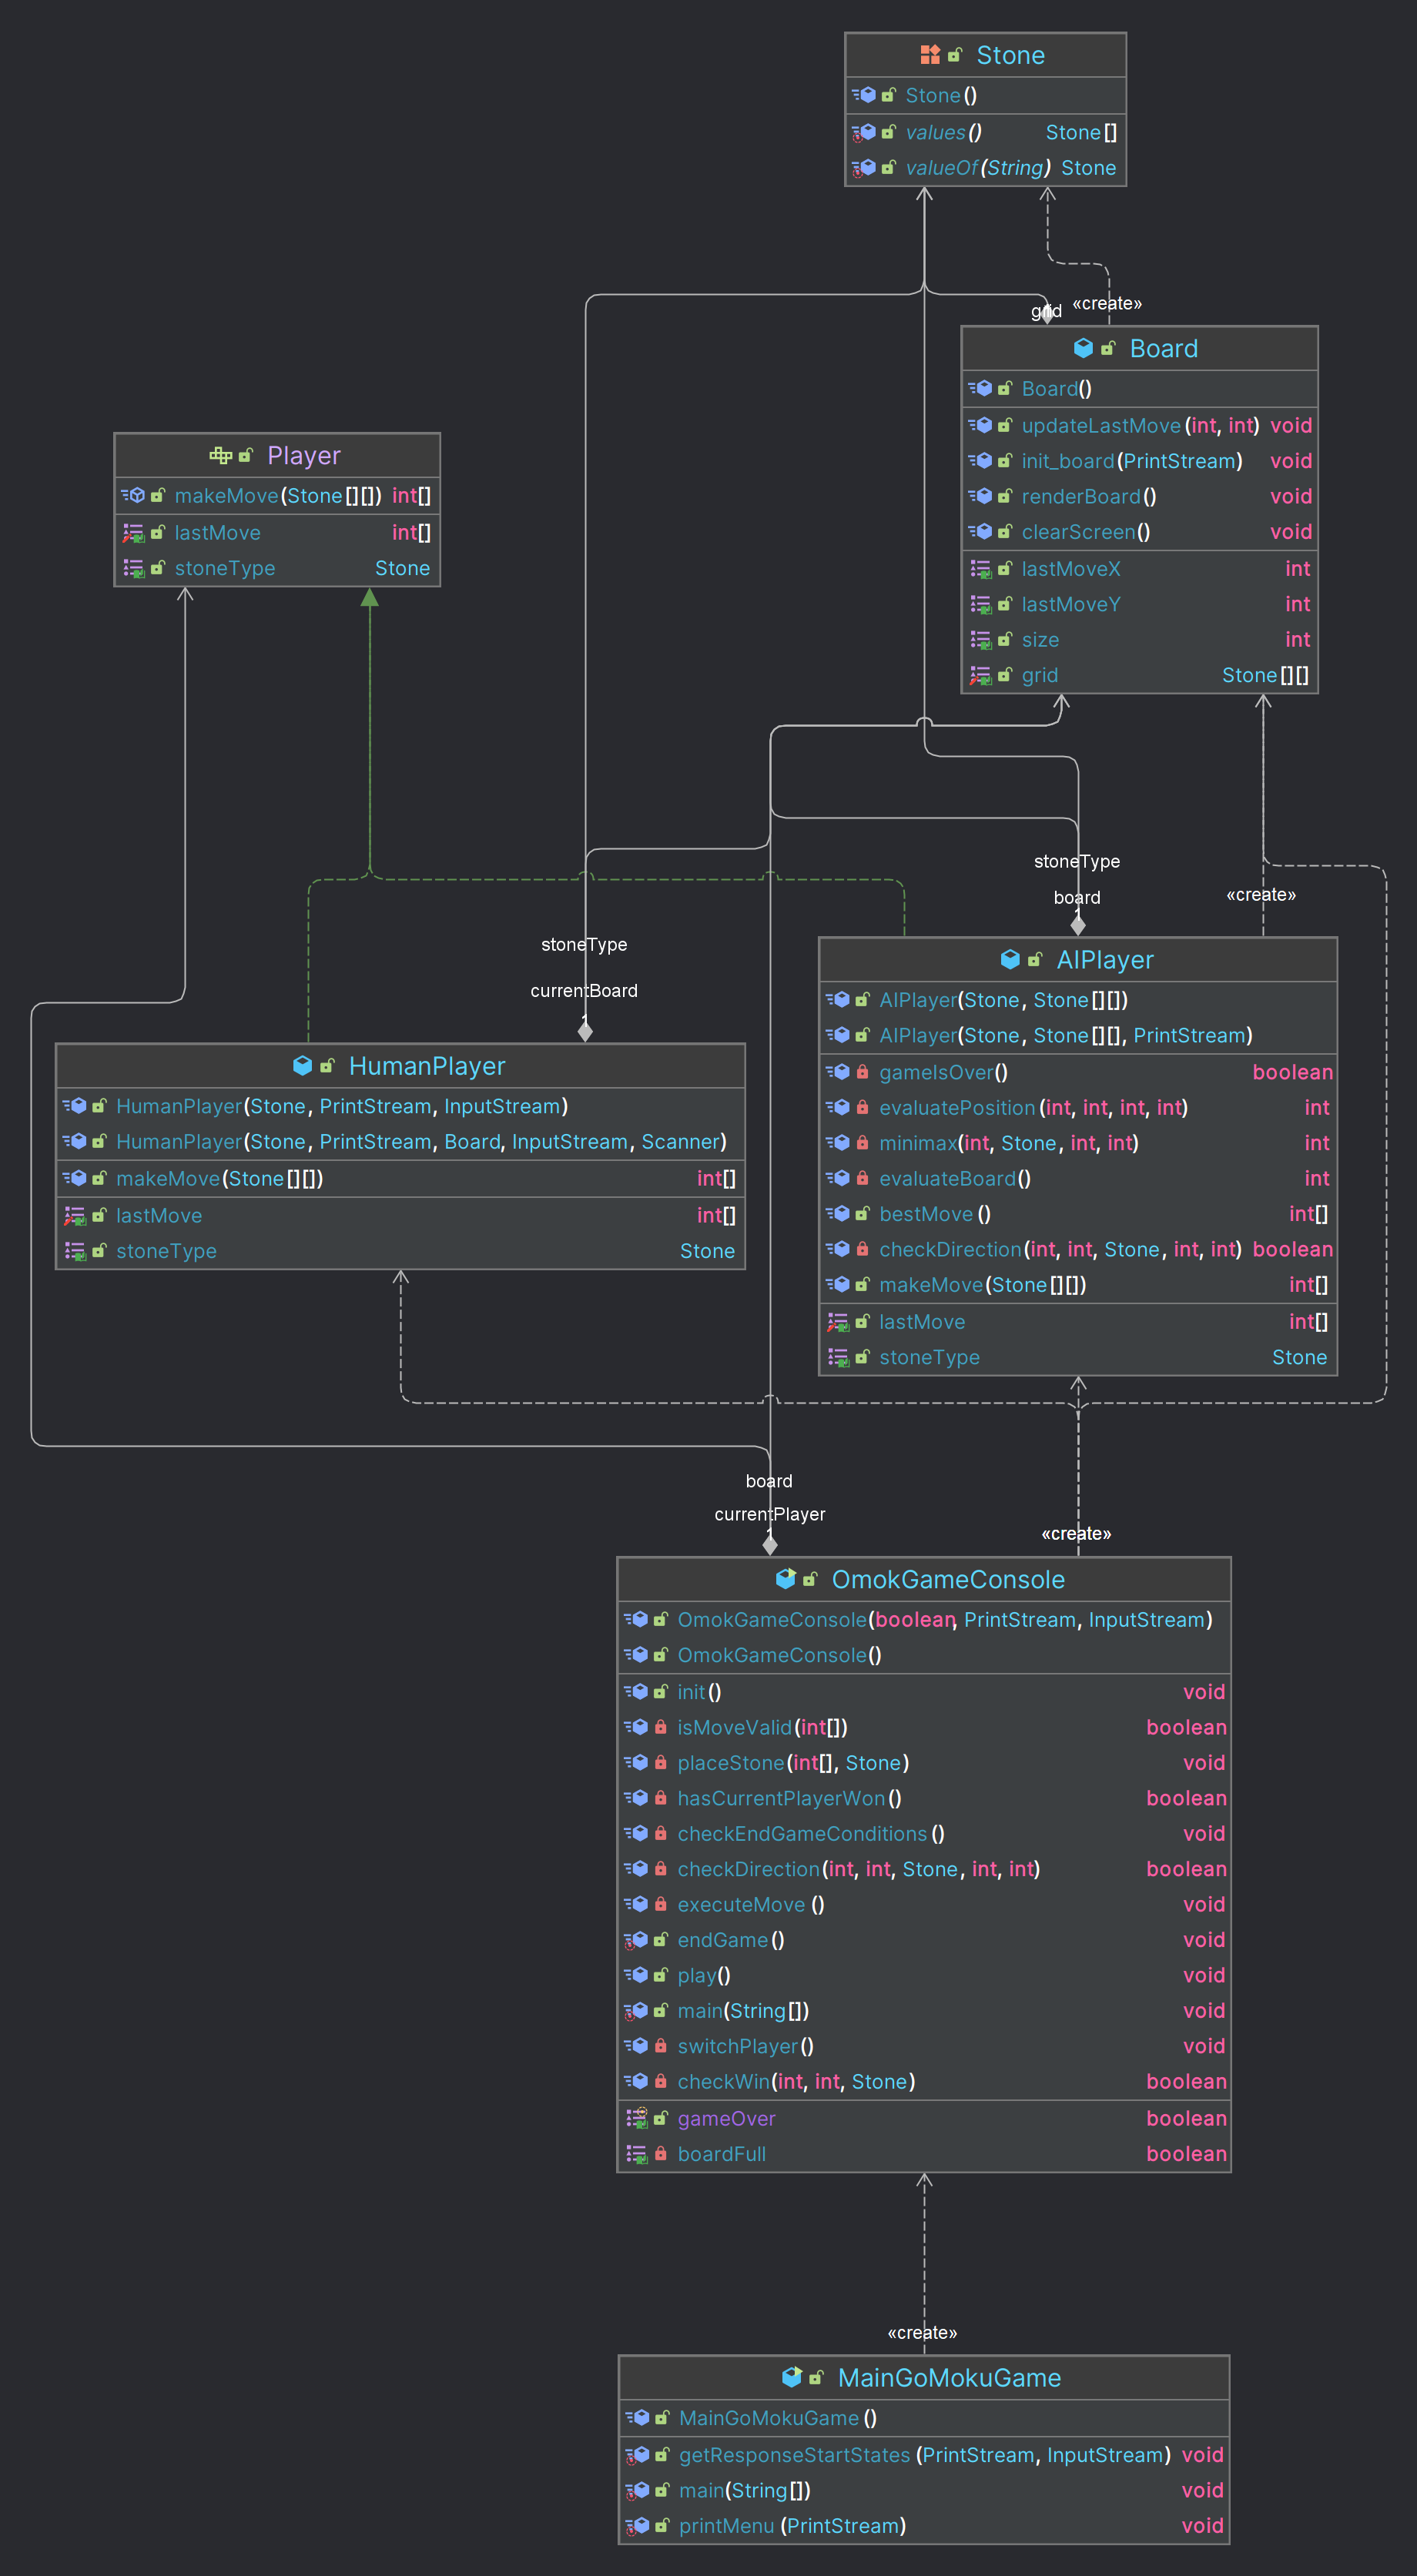 Stone
Stone()
values() Stone[]
valueOf(String) Stone
grid
«create»
Board
Board()
updateLastMove(int, int) void
init_board(PrintStream) void
renderBoard() void
clearScreen() void
lastMoveX int
lastMoveY int
size int
grid Stone[][]
Player
makeMove(Stone[][]) int[]
lastMove int[]
stoneType Stone
stoneType
board
1
«create»
stoneType
currentBoard
1
AIPlayer
AIPlayer(Stone, Stone[][])
AIPlayer(Stone, Stone[][], PrintStream)
gameIsOver() boolean
evaluatePosition(int, int, int, int) int
minimax(int, Stone, int, int) int
evaluateBoard() int
bestMove() int[]
checkDirection(int, int, Stone, int, int) boolean
makeMove(Stone[][]) int[]
lastMove int[]
stoneType Stone
HumanPlayer
HumanPlayer(Stone, PrintStream, InputStream)
HumanPlayer(Stone, PrintStream, Board, InputStream, Scanner)
makeMove(Stone[][]) int[]
lastMove int[]
stoneType Stone
board
currentPlayer
1
«create»
OmokGameConsole
OmokGameConsole(boolean, PrintStream, InputStream)
OmokGameConsole()
init() void
isMoveValid(int[]) boolean
placeStone(int[], Stone) void
hasCurrentPlayerWon() boolean
checkEndGameConditions() void
checkDirection(int, int, Stone, int, int) boolean
executeMove() void
endGame() void
play() void
main(String[]) void
switchPlayer() void
checkWin(int, int, Stone) boolean
gameOver boolean
boardFull boolean
«create»
MainGoMokuGame
MainGoMokuGame()
getResponseStartStates(PrintStream, InputStream) void
main(String[]) void
printMenu(PrintStream) void